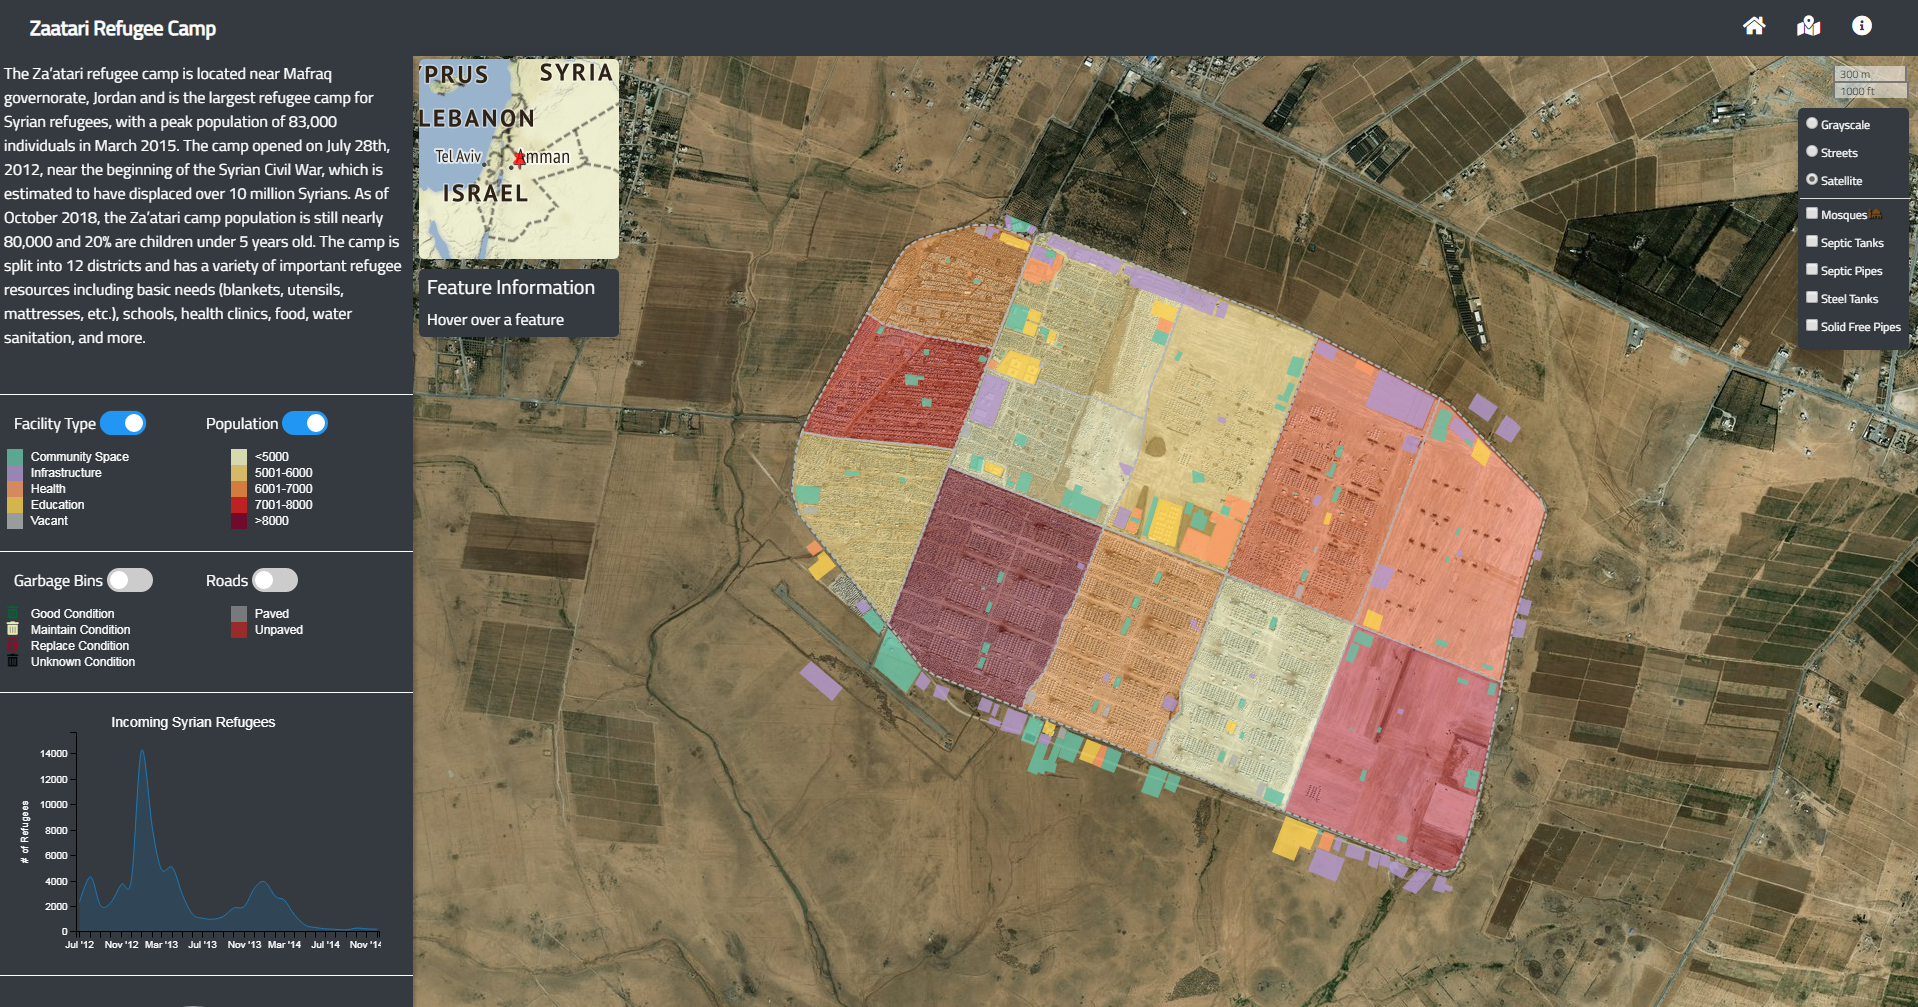 Zaatari Refugee Camp
The Za'atari refugee camp is located near Mafraq
governorate, Jordan and is the largest refugee camp for
Syrian refugees, with a peak population of 83,000
individuals in March 2015. The camp opened on July 28th,
2012, near the beginning of the Syrian Civil War, which is
estimated to have displaced over 10 million Syrians. As of
October 2018, the Za'atari camp population is still nearly
80,000 and 20% are children under 5 years old. The camp is
split into 12 districts and has a variety of important refugee
resources including basic needs (blankets, utensils,
mattresses, etc.), schools, health clinics, food, water
sanitation, and more.
Facility Type
Community Space
Infrastructure
Health
Education
Vacant
Population
<5000
5001-6000
6001-7000
7001-8000
>8000
Garbage Bins
Good Condition
Maintain Condition
Replace Condition
Unknown Condition
Roads
Paved
Unpaved
Incoming Syrian Refugees
# of Refugees
14000
12000
10000
8000
6000
4000
2000
0
Jul '12 Nov '12 Mar '13 Jul '13 Nov '13 Mar '14 Jul '14 Nov '14
YPRUS
SYRIA
LEBANON
Tel Aviv
Amman
ISRAEL
Feature Information
Hover over a feature
300 m
1000 ft
Grayscale
Streets
Satellite
Mosques
Septic Tanks
Septic Pipes
Steel Tanks
Solid Free Pipes